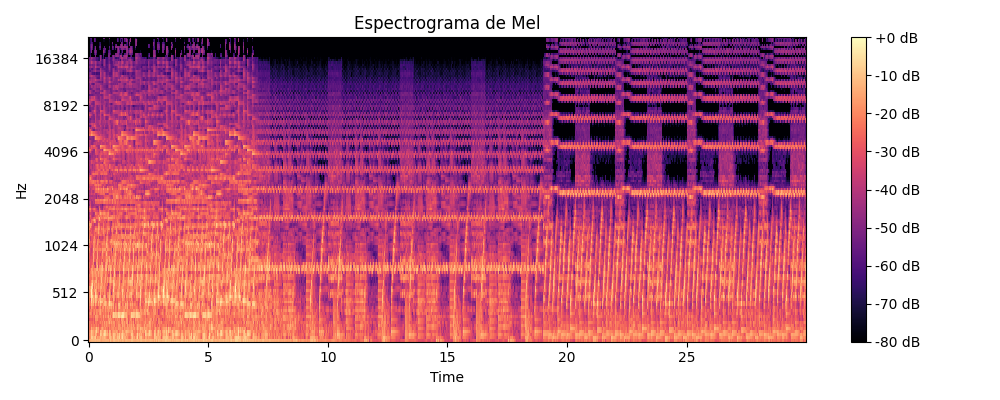 Espectrograma de Mel
Hz
16384
8192
4096
2048
1024
512
0
0 5 10 15 20 25
Time
+0 dB
-10 dB
-20 dB
-30 dB
-40 dB
-50 dB
-60 dB
-70 dB
-80 dB